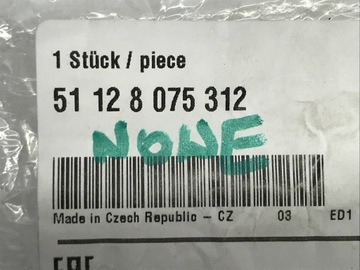 1 Stück / piece
51 12 8 075 312
NONE
Made in Czech Republic – CZ 03 ED1